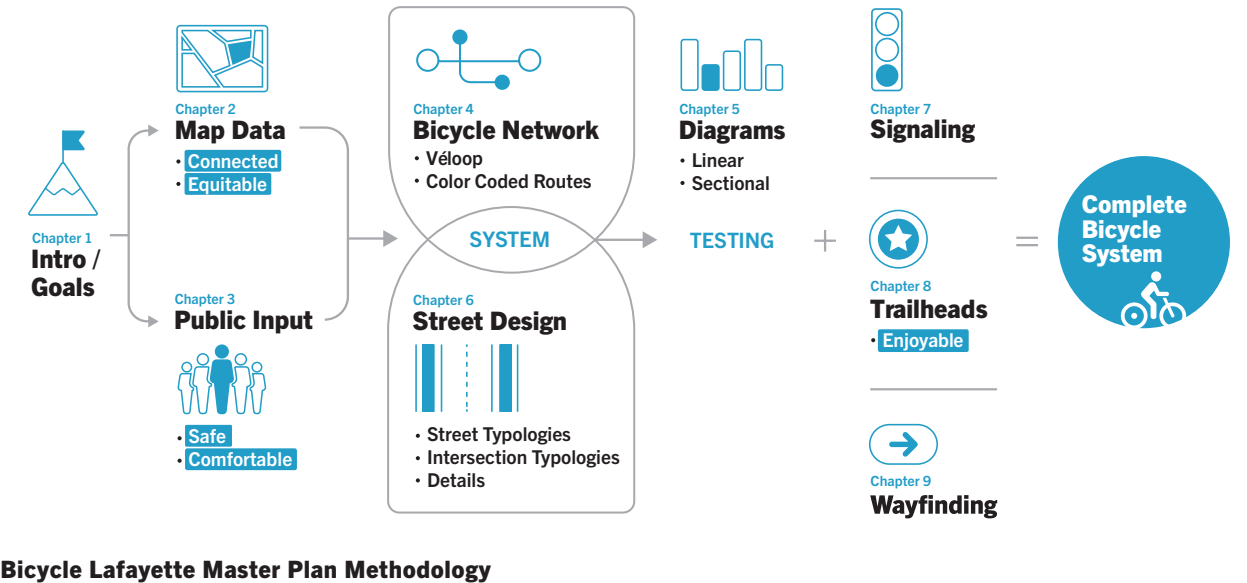 Chapter 1
Intro /
Goals
Chapter 2
Map Data
• Connected
• Equitable
Chapter 3
Public Input
• Safe
• Comfortable
Chapter 4
Bicycle Network
• Véloop
• Color Coded Routes
SYSTEM
Chapter 6
Street Design
• Street Typologies
• Intersection Typologies
• Details
Chapter 5
Diagrams
• Linear
• Sectional
TESTING
+
Chapter 7
Signaling
Chapter 8
Trailheads
• Enjoyable
Chapter 9
Wayfinding
=
Complete
Bicycle
System
Bicycle Lafayette Master Plan Methodology